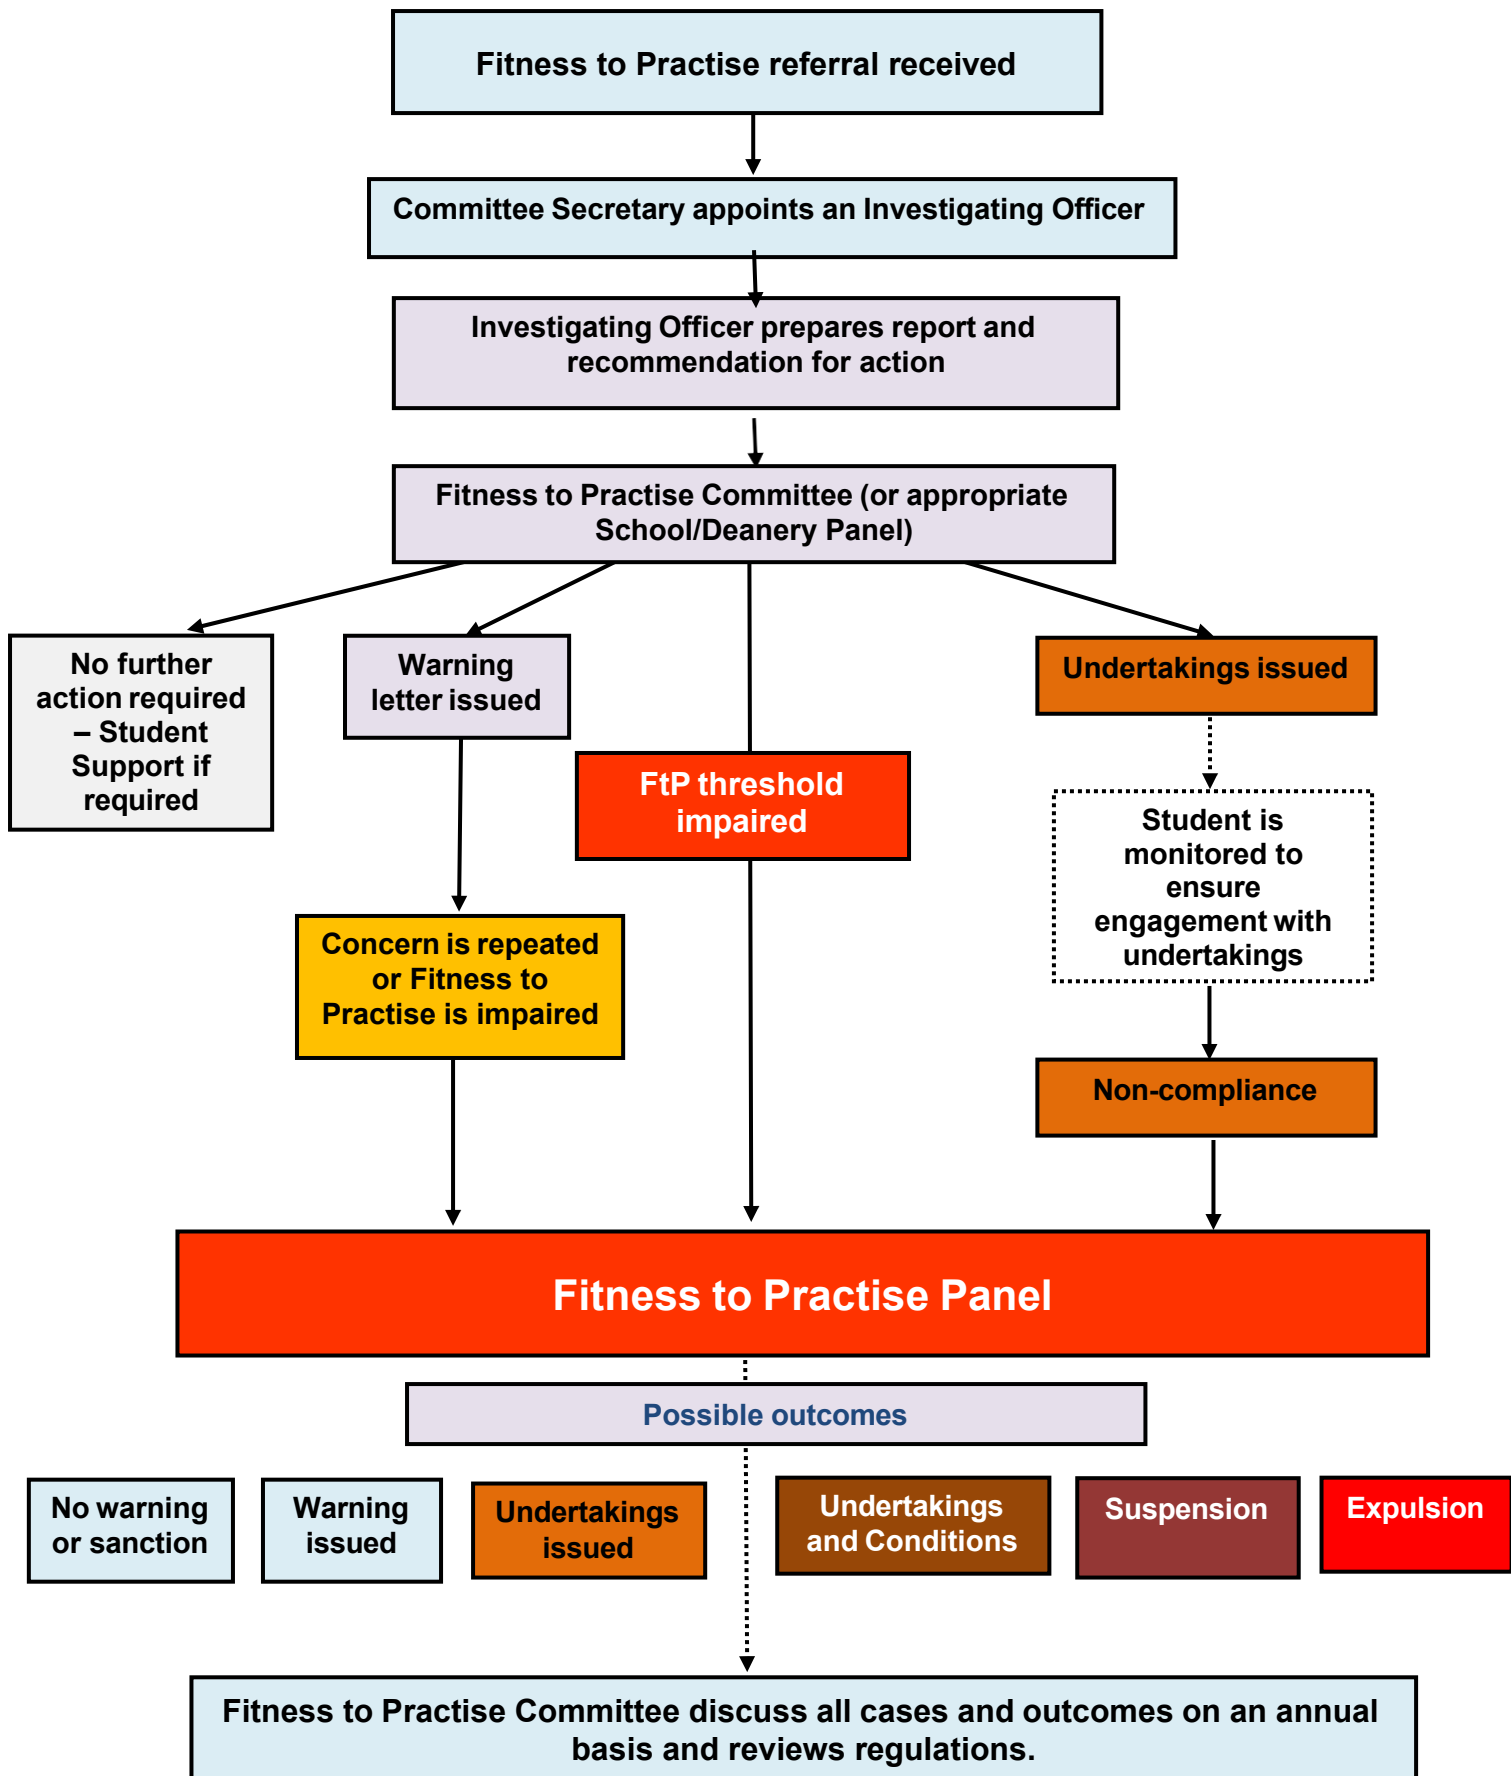 Fitness to Practise referral received
Committee Secretary appoints an Investigating Officer
Investigating Officer prepares report and
recommendation for action
Fitness to Practise Committee (or appropriate
School/Deanery Panel)
No further
action required
– Student
Support if
required
Warning
letter issued
FtP threshold
impaired
Undertakings issued
Student is
monitored to
ensure
engagement with
undertakings
Concern is repeated
or Fitness to
Practise is impaired
Non-compliance
Fitness to Practise Panel
Possible outcomes
No warning
or sanction
Warning
issued
Undertakings
issued
Undertakings
and Conditions
Suspension
Expulsion
Fitness to Practise Committee discuss all cases and outcomes on an annual
basis and reviews regulations.